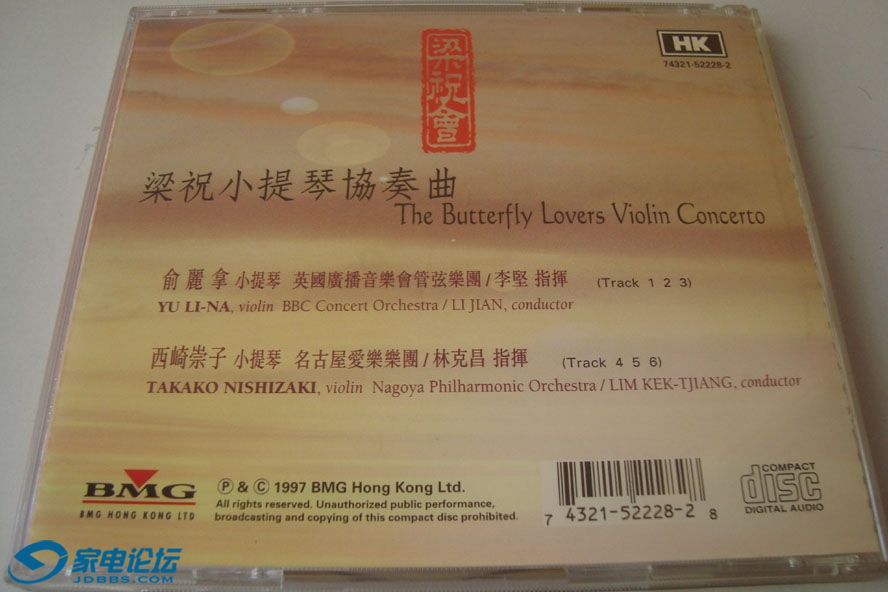 梁祝會
HK
74321-52228-2
梁祝小提琴協奏曲
The Butterfly Lovers Violin Concerto
俞麗拿 小提琴 英國廣播音樂會管弦樂團/李堅 指揮 (Track 1 2 3)
YU LI-NA, violin BBC Concert Orchestra / LI JIAN, conductor
西崎崇子 小提琴 名古屋愛樂樂團/林克昌 指揮 (Track 4 5 6)
TAKAKO NISHIZAKI, violin Nagoya Philharmonic Orchestra / LIM KEK-TJIANG, conductor
BMG
BMG HONG KONG LTD
℗ & © 1997 BMG Hong Kong Ltd.
All rights reserved. Unauthorized public performance,
broadcasting and copying of this compact disc prohibited.
7 4321-52228-2 8
COMPACT
disc
DIGITAL AUDIO
家电论坛
JDBBS.COM